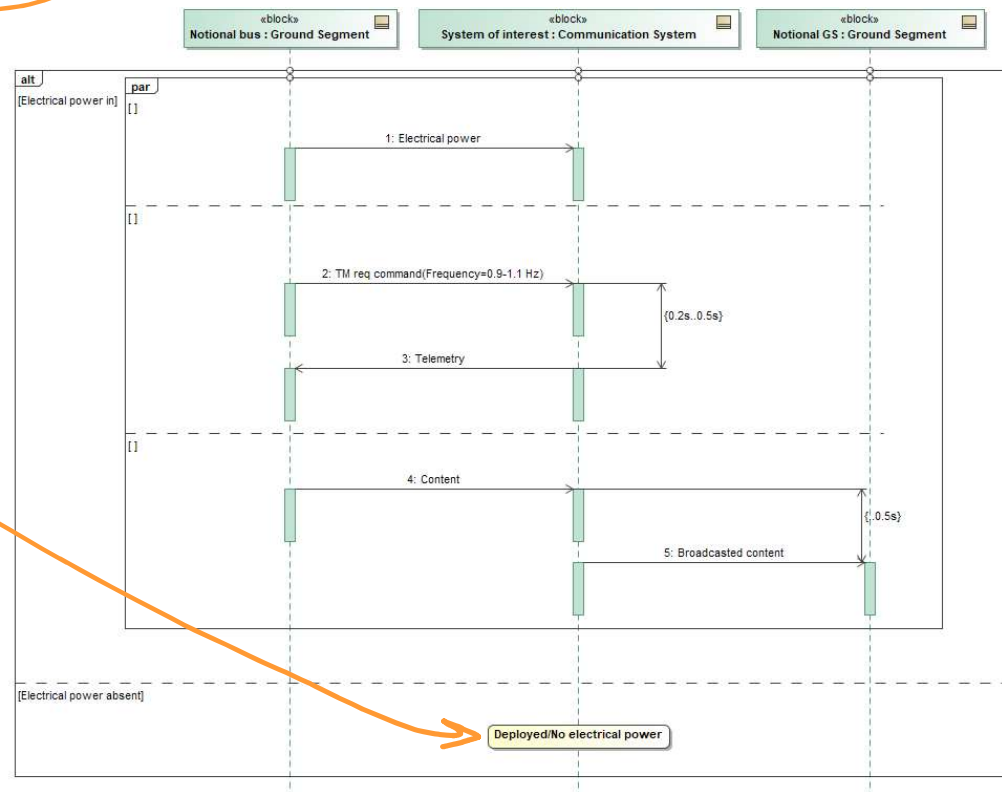 «block»
Notional bus : Ground Segment
«block»
System of interest : Communication System
«block»
Notional GS : Ground Segment
alt
[Electrical power in]
par
[ ]
1: Electrical power
[ ]
2: TM req command(Frequency=0.9-1.1 Hz)
{0.2s..0.5s}
3: Telemetry
[ ]
4: Content
{..0.5s}
5: Broadcasted content
[Electrical power absent]
Deployed/No electrical power